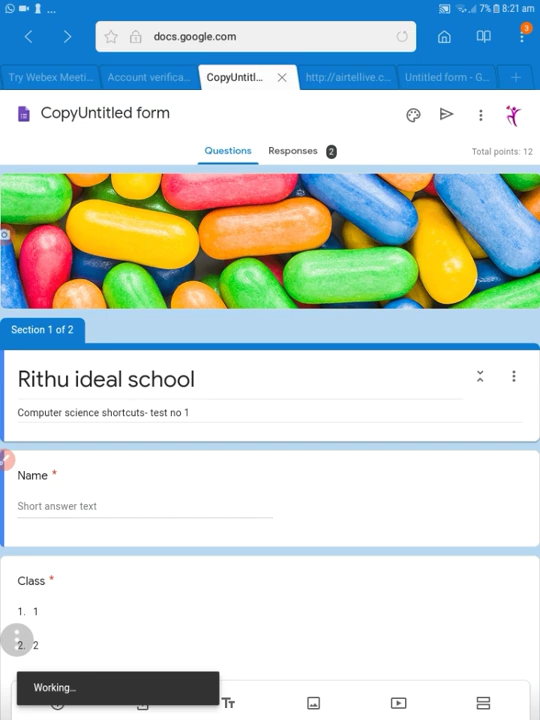 ... 7% 8:21 am
docs.google.com
3
Try Webex Meeti... Account verifica... CopyUntitl... http://airtellive.c... Untitled form - G...
CopyUntitled form
Questions Responses 2 Total points: 12
Section 1 of 2
Rithu ideal school
Computer science shortcuts- test no 1
Name *
Short answer text
Class *
1. 1
2. 2
Working...
Tт